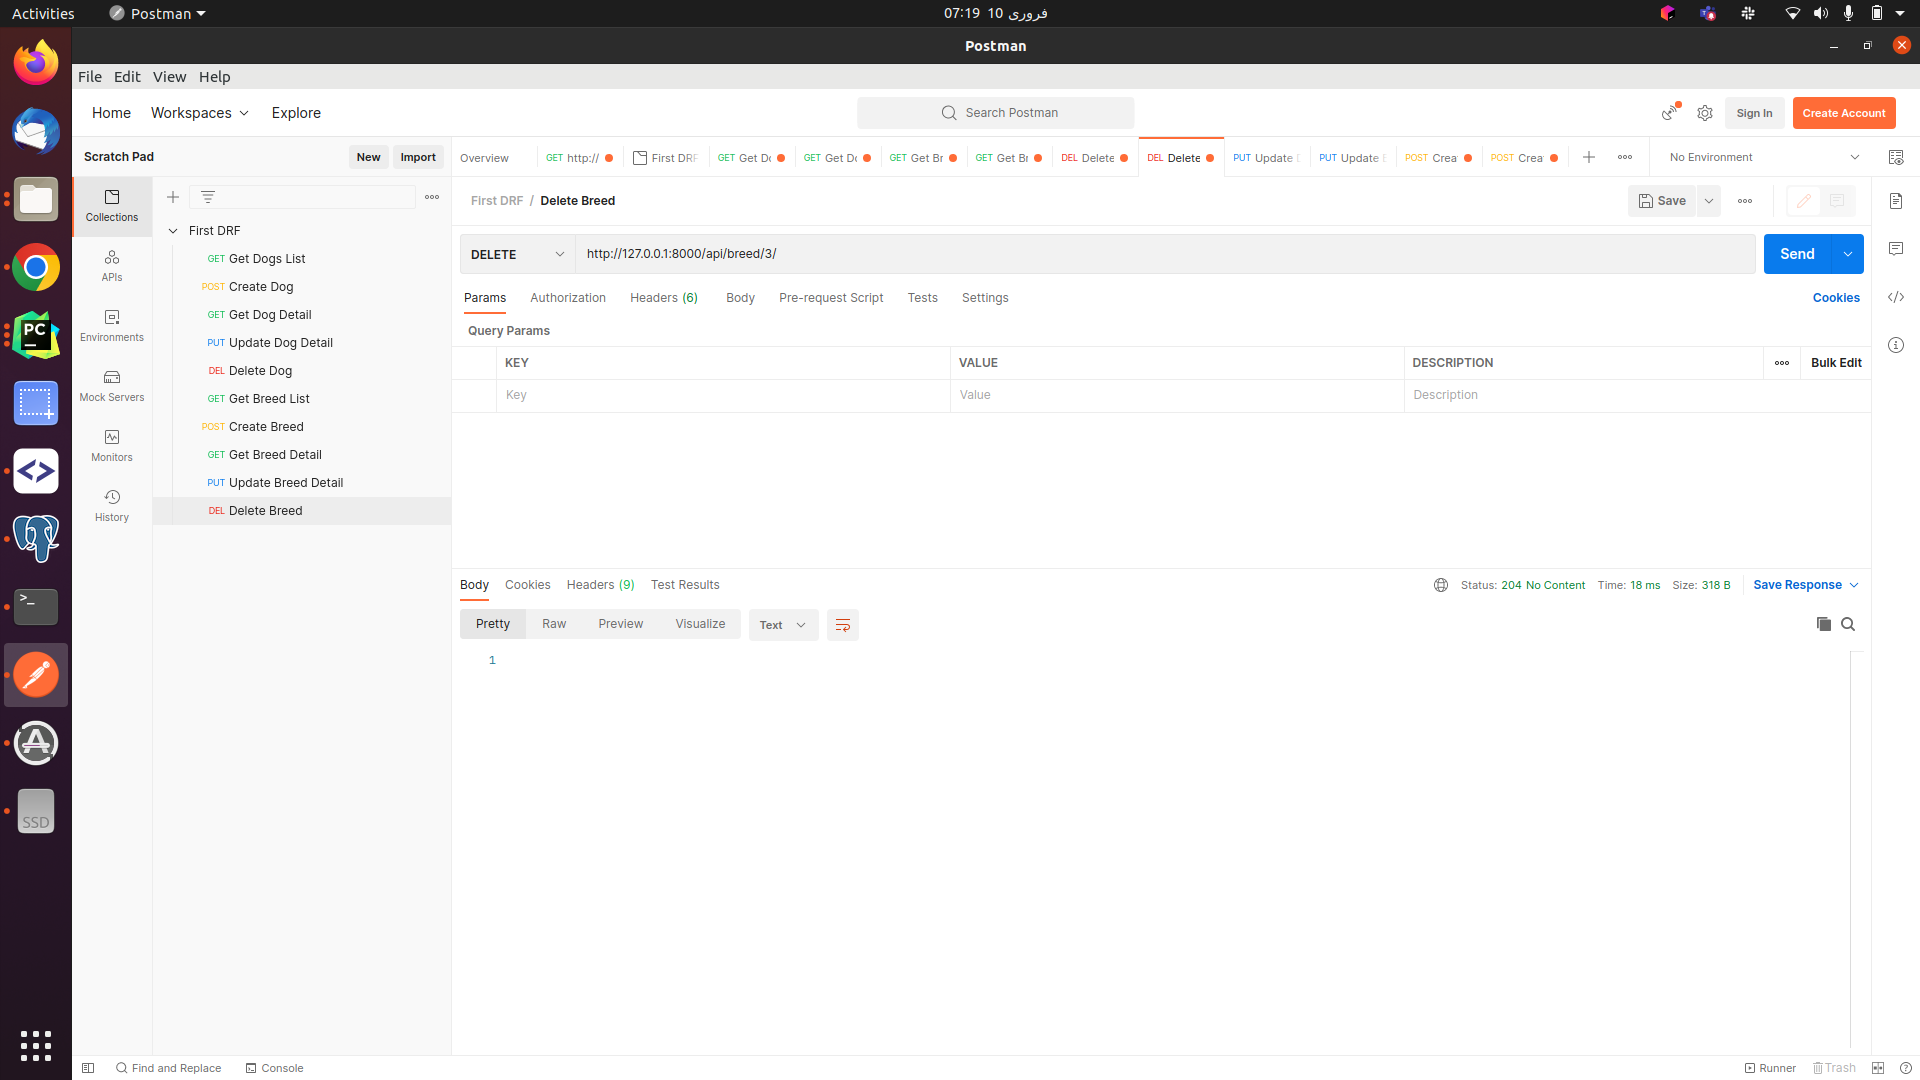 Activities
Postman
07:19 10 فروری
Postman
File Edit View Help
Home Workspaces Explore
Search Postman
Sign In
Create Account
Scratch Pad
New
Import
Overview
GET http://
First DRF
GET Get Do
GET Get Do
GET Get Br
GET Get Br
DEL Delete
DEL Delete
PUT Update
PUT Update
POST Crea
POST Crea
No Environment
Collections
APIs
Environments
Mock Servers
Monitors
History
First DRF
GET Get Dogs List
POST Create Dog
GET Get Dog Detail
PUT Update Dog Detail
DEL Delete Dog
GET Get Breed List
POST Create Breed
GET Get Breed Detail
PUT Update Breed Detail
DEL Delete Breed
First DRF / Delete Breed
Save
DELETE
http://127.0.0.1:8000/api/breed/3/
Send
Params Authorization Headers (6) Body Pre-request Script Tests Settings
Cookies
Query Params
KEY VALUE DESCRIPTION
Bulk Edit
Key Value Description
Body Cookies Headers (9) Test Results
Status: 204 No Content Time: 18 ms Size: 318 B
Save Response
Pretty Raw Preview Visualize
Text
1
PC
SSD
Find and Replace
Console
Runner
Trash